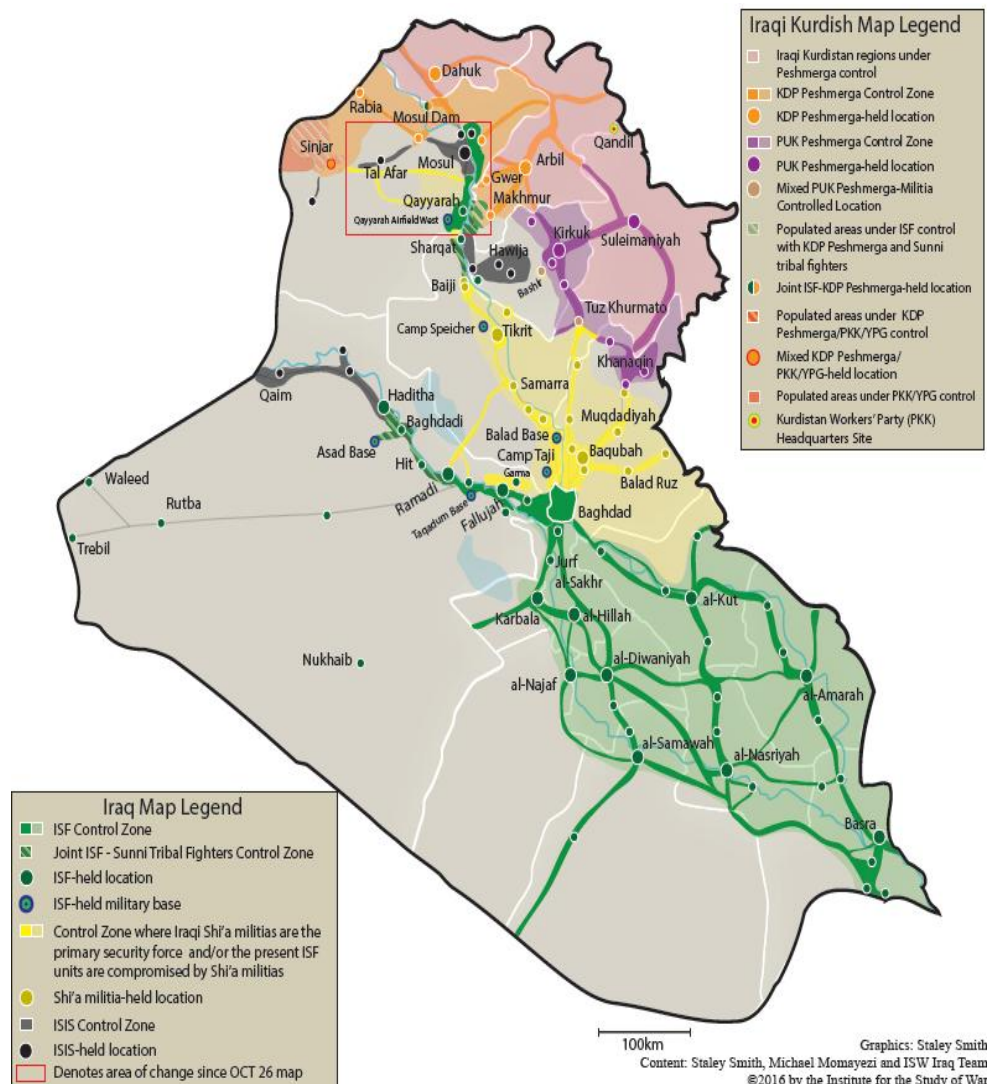 Iraqi Kurdish Map Legend
Iraqi Kurdistan regions under
Peshmerga control
KDP Peshmerga Control Zone
KDP Peshmerga-held location
PUK Peshmerga Control Zone
PUK Peshmerga-held location
Mixed PUK Peshmerga-Militia
Controlled Location
Populated areas under ISF control
with KDP Peshmerga and Sunni
tribal fighters
Joint ISF-KDP Peshmerga-held location
Populated areas under KDP
Peshmerga/PKK/YPG control
Mixed KDP Peshmerga/
PKK/YPG-held location
Populated areas under PKK/YPG control
Kurdistan Workers' Party (PKK)
Headquarters Site
Dahuk
Rabia
Mosul Dam
Qandil
Sinjar
Mosul
Arbil
Tal Afar
Gwer
Qayyarah
Makhmur
Qayyarah Airfield West
Sharqat
Kirkuk
Suleimaniyah
Hawija
Bashir
Baiji
Tuz Khurmato
Camp Speicher
Tikrit
Khanaqin
Qaim
Samarra
Haditha
Muqdadiyah
Baghdadi
Balad Base
Asad Base
Camp Taji
Baqubah
Hit
Garma
Balad Ruz
Waleed
Ramadi
Taqadum Base
Fallujah
Rutba
Baghdad
Trebil
Jurf
al-Sakhr
al-Kut
Karbala
al-Hillah
Nukhaib
al-Diwaniyah
al-Najaf
al-Amarah
al-Samawah
al-Nasriyah
Basra
Iraq Map Legend
ISF Control Zone
Joint ISF - Sunni Tribal Fighters Control Zone
ISF-held location
ISF-held military base
Control Zone where Iraqi Shi'a militias are the
primary security force and/or the present ISF
units are compromised by Shi'a militias
Shi'a militia-held location
ISIS Control Zone
ISIS-held location
Denotes area of change since OCT 26 map
100km
Graphics: Staley Smith
Content: Staley Smith, Michael Momayezi and ISW Iraq Team
©2016 by the Institute for the Study of War